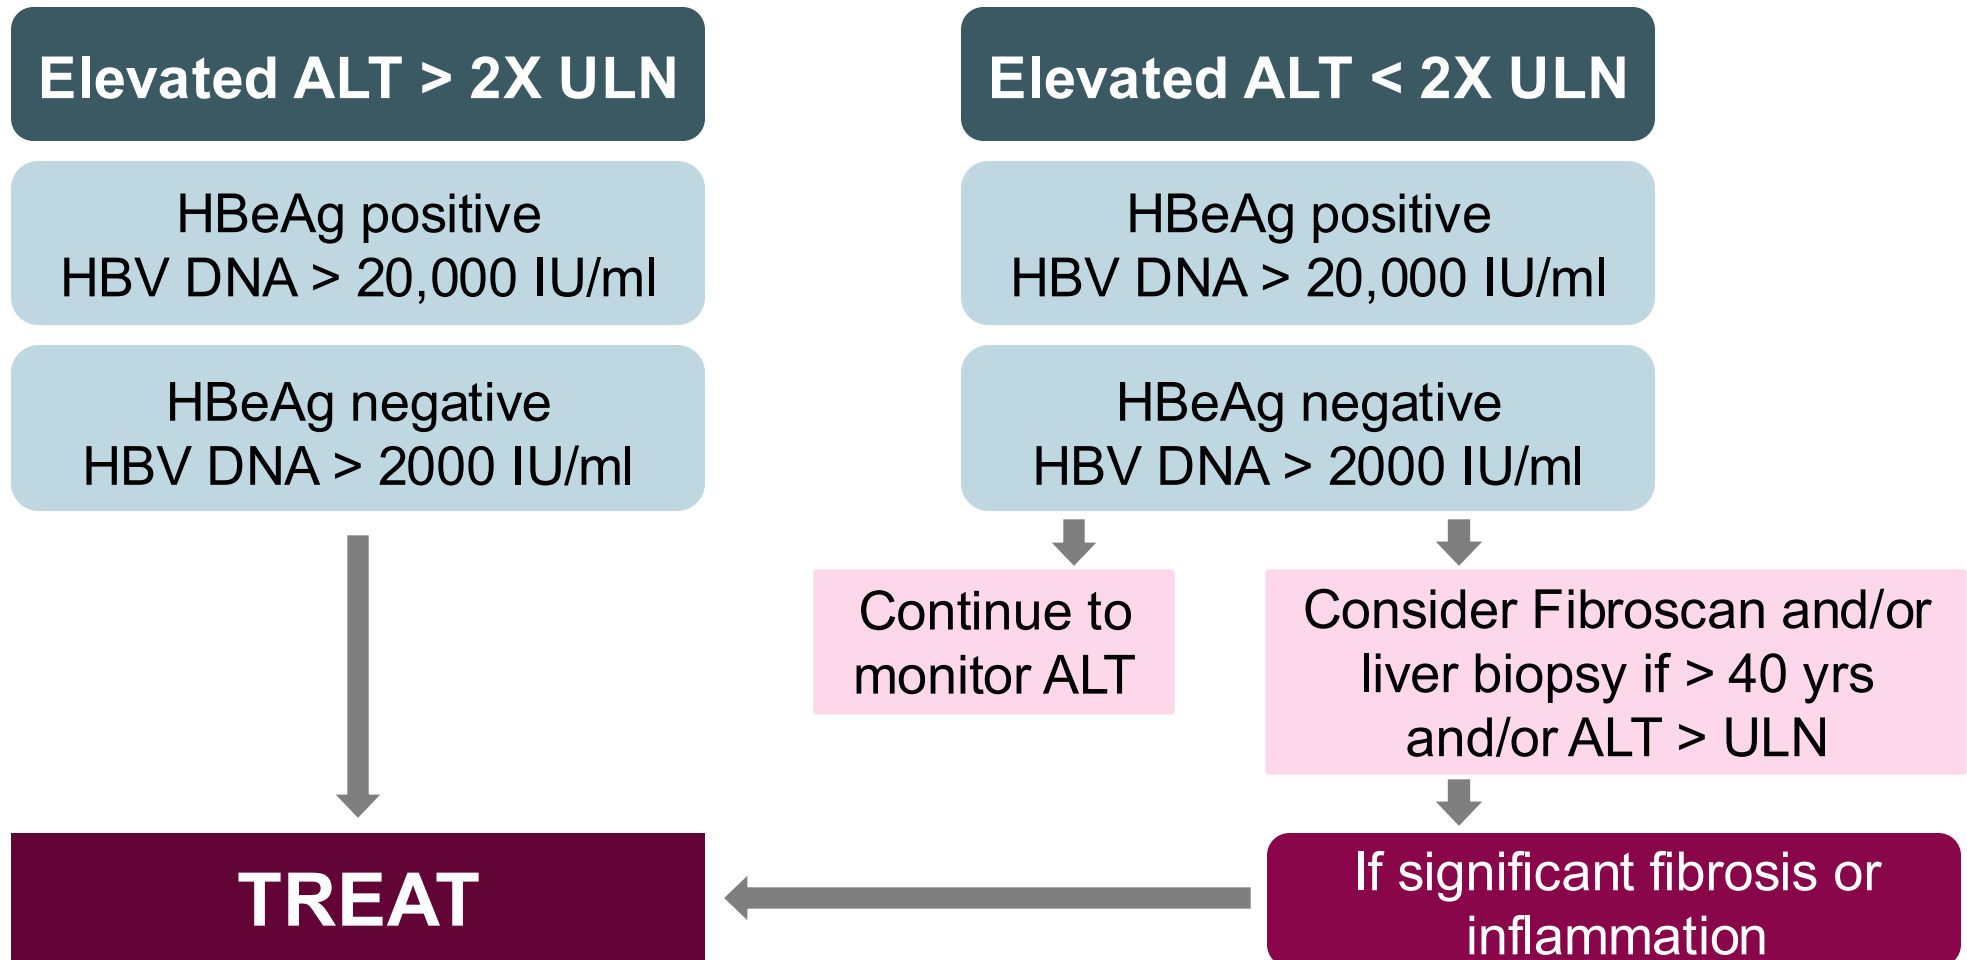 Elevated ALT > 2X ULN
HBeAg positive
HBV DNA > 20,000 IU/ml
HBeAg negative
HBV DNA > 2000 IU/ml
TREAT
Elevated ALT < 2X ULN
HBeAg positive
HBV DNA > 20,000 IU/ml
HBeAg negative
HBV DNA > 2000 IU/ml
Continue to
monitor ALT
Consider Fibroscan and/or
liver biopsy if > 40 yrs
and/or ALT > ULN
If significant fibrosis or
inflammation